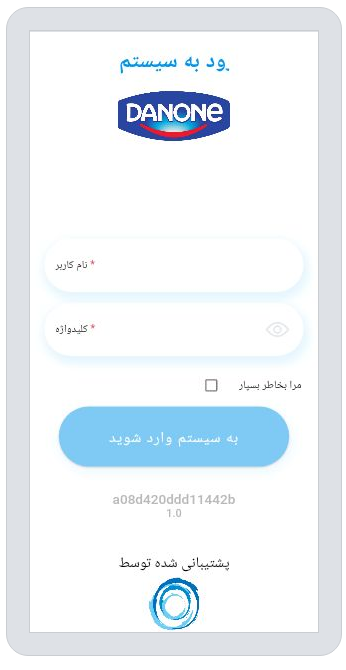 رود به سیستم
DANONE
نام کاربر *
کلیدواژه *
مرا بخاطر بسپار
به سیستم وارد شوید
a08d420ddd11442b
1.0
پشتیبانی شده توسط